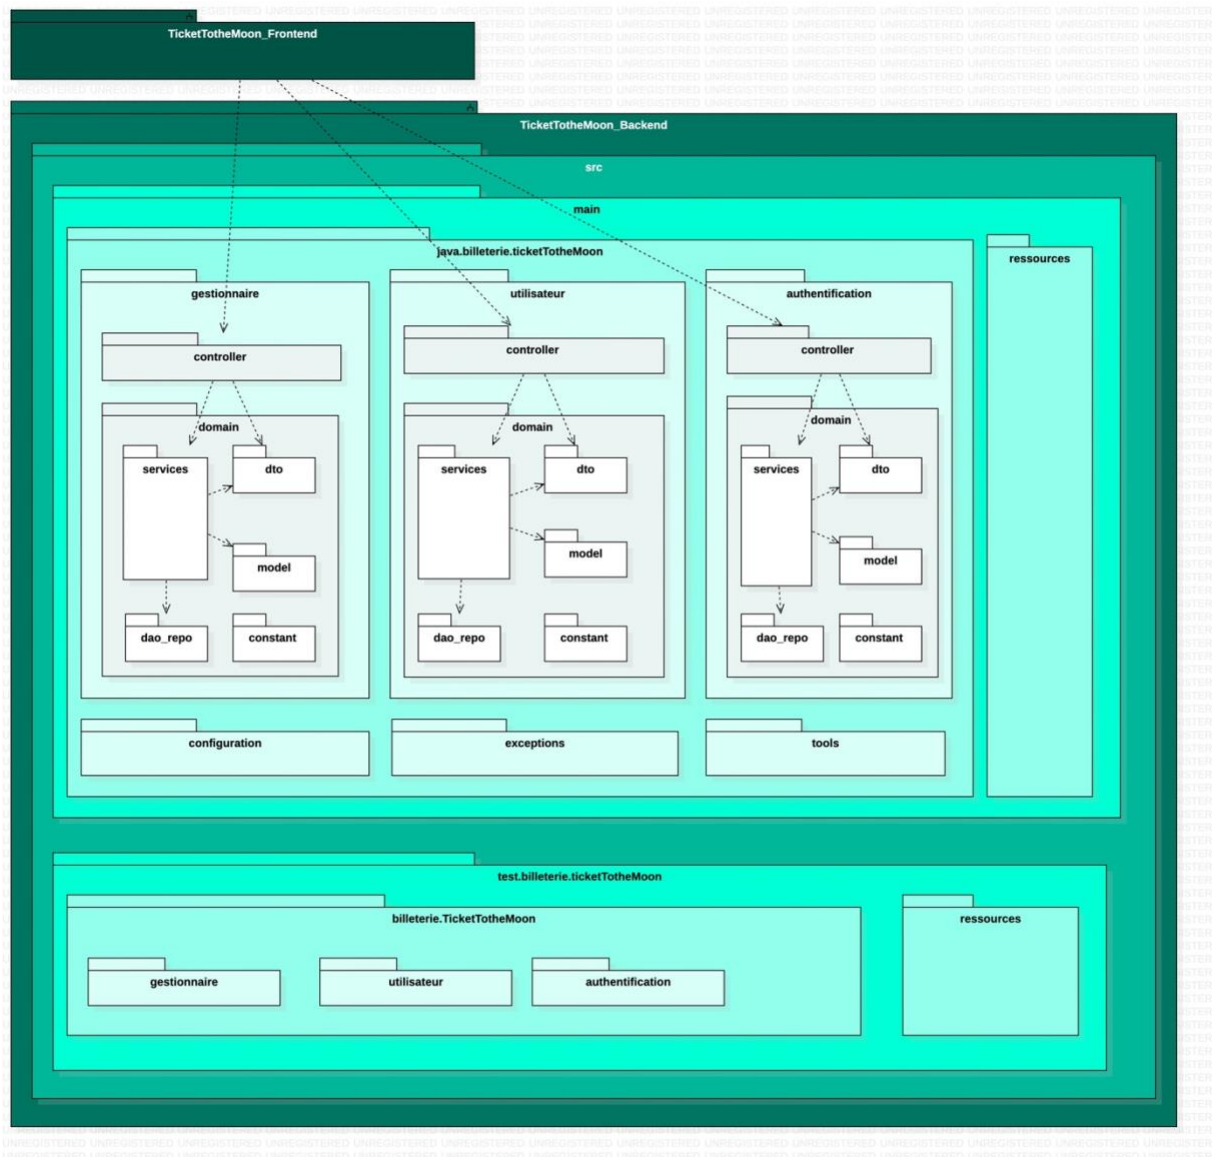 TicketTotheMoon_Frontend
TicketTotheMoon_Backend
src
main
java.billeterie.ticketTotheMoon
ressources
gestionnaire
utilisateur
authentification
controller
controller
controller
domain
domain
domain
services
dto
services
dto
services
dto
model
model
model
dao_repo
constant
dao_repo
constant
dao_repo
constant
configuration
exceptions
tools
test.billeterie.ticketTotheMoon
billeterie.TicketTotheMoon
ressources
gestionnaire
utilisateur
authentification
UNREGISTERED